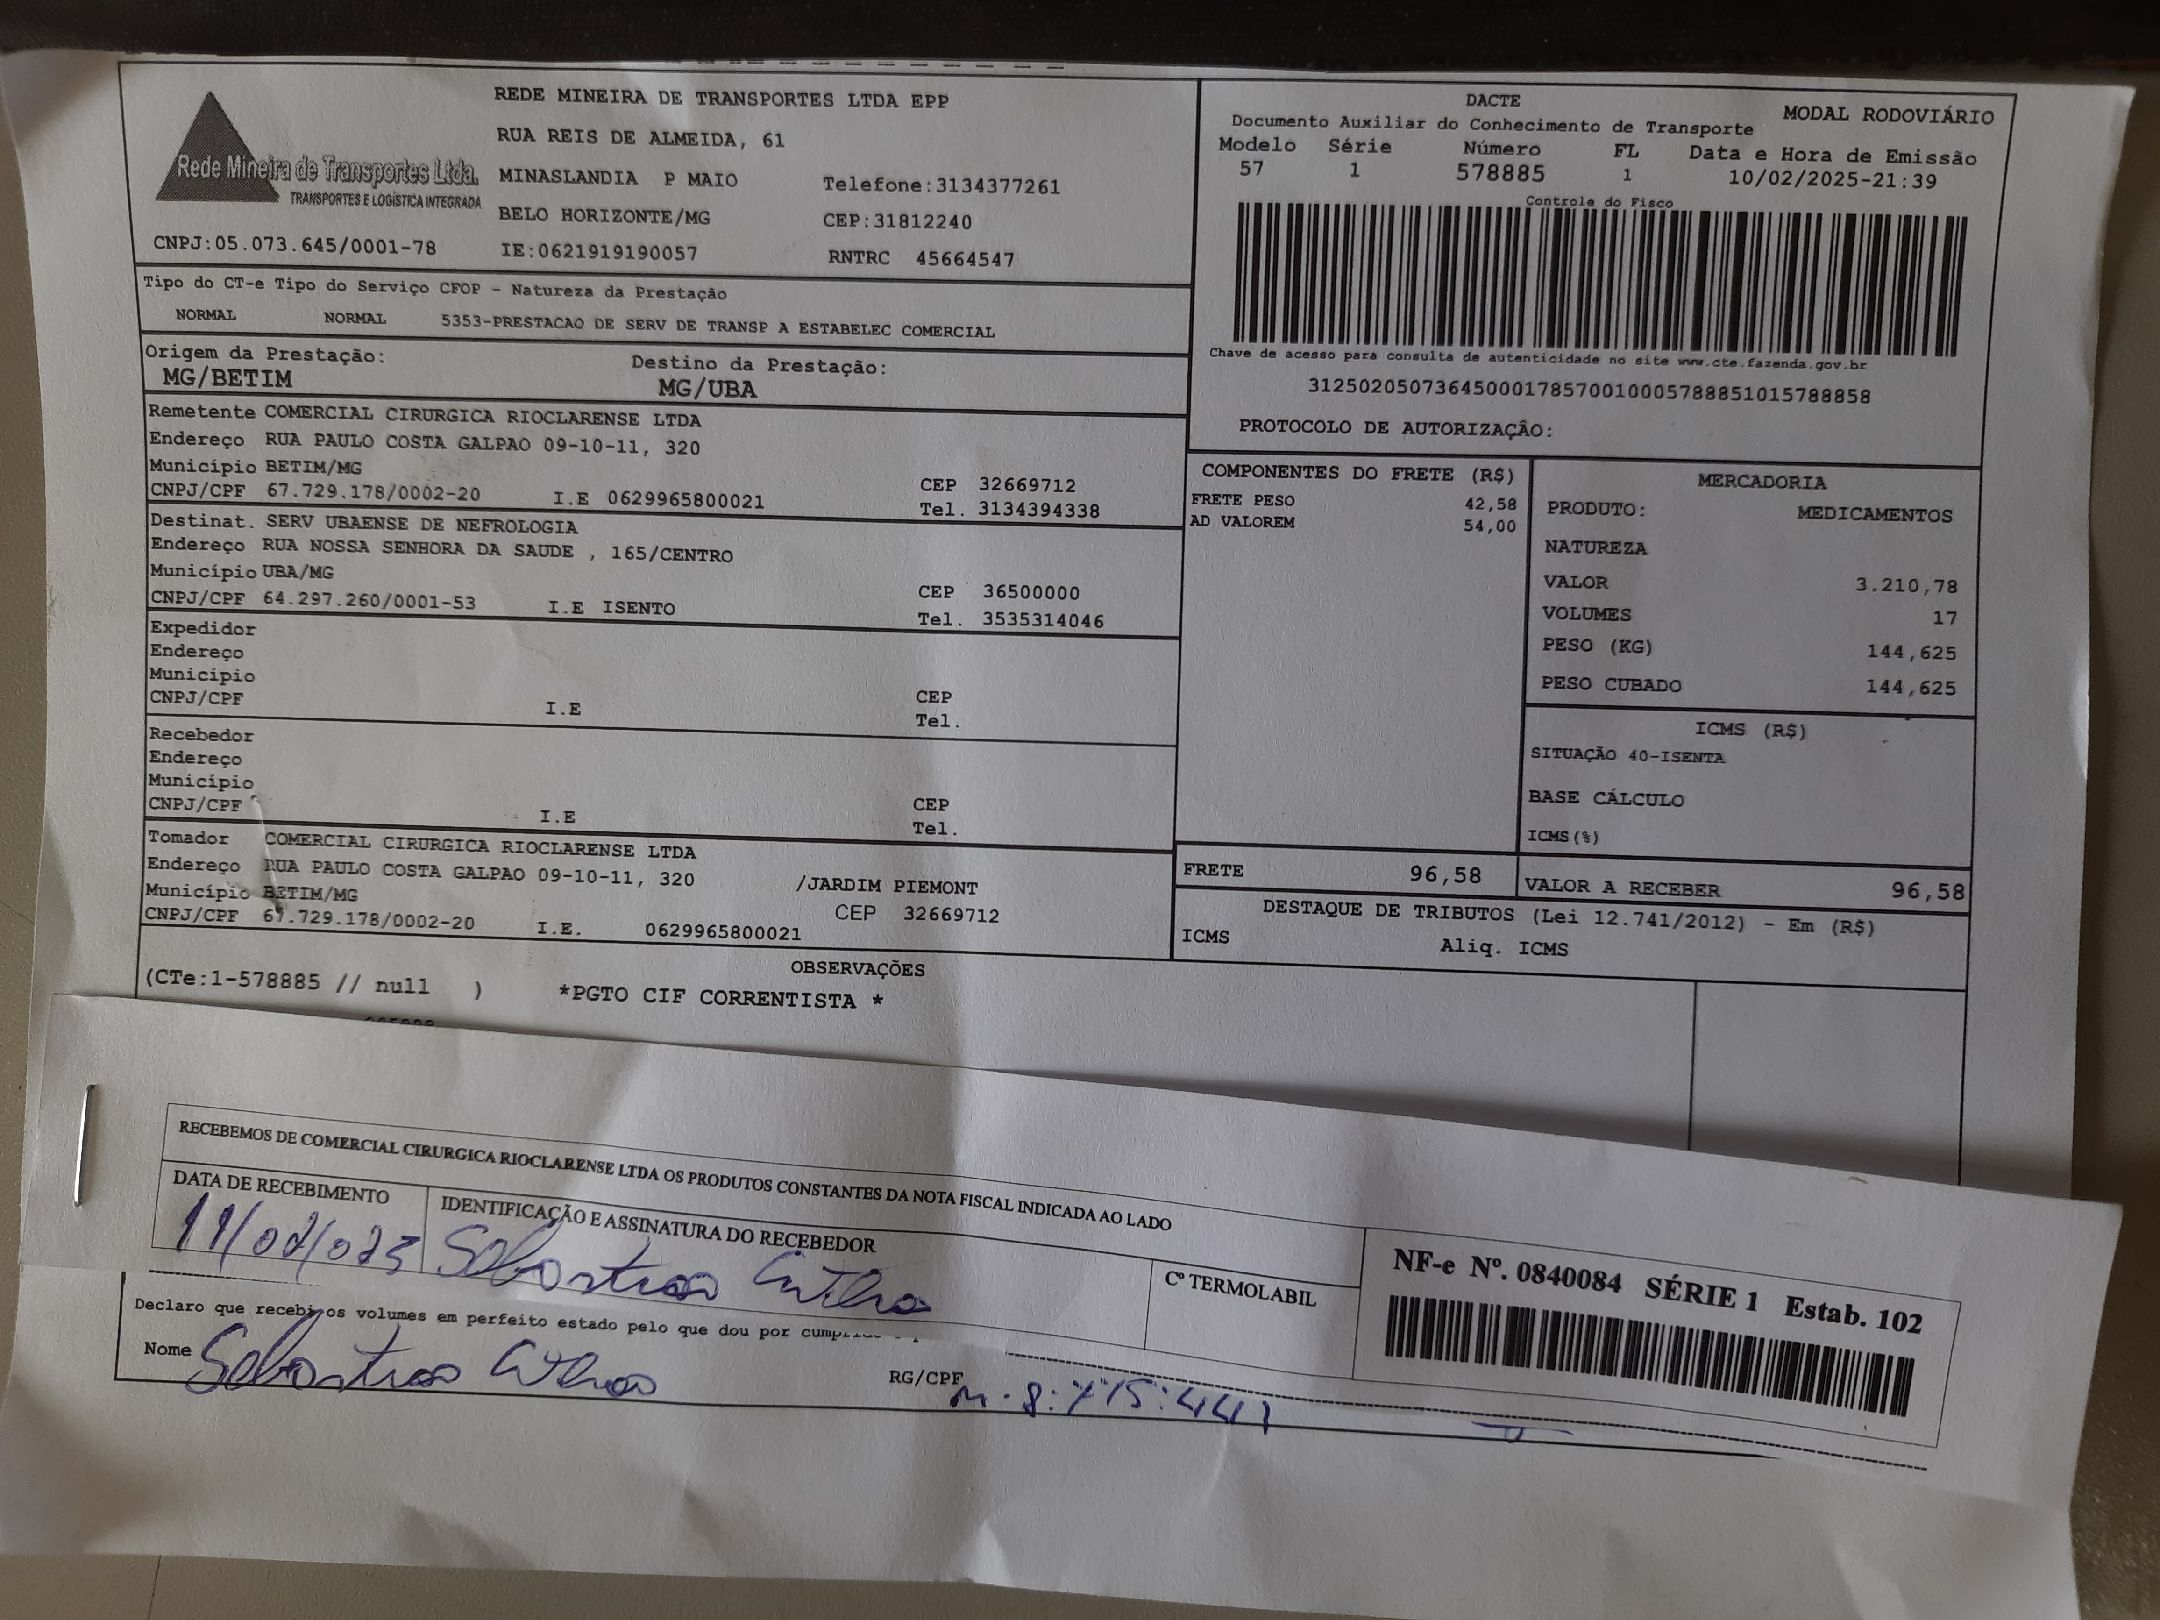 REDE MINEIRA DE TRANSPORTES LTDA EPP
RUA REIS DE ALMEIDA, 61
Rede Mineira de Transportes Ltda.
TRANSPORTES E LOGÍSTICA INTEGRADA
MINASLANDIA P MAIO Telefone:3134377261
BELO HORIZONTE/MG CEP:31812240
CNPJ:05.073.645/0001-78 IE:0621919190057 RNTRC 45664547
DACTE MODAL RODOVIÁRIO
Documento Auxiliar do Conhecimento de Transporte
Modelo Série Número FL Data e Hora de Emissão
57 1 578885 1 10/02/2025-21:39
Controle do Fisco
Chave de acesso para consulta de autenticidade no site www.cte.fazenda.gov.br
31250205073645000178570010005788851015788858
PROTOCOLO DE AUTORIZAÇÃO:
Tipo do CT-e Tipo do Serviço CFOP - Natureza da Prestação
NORMAL NORMAL 5353-PRESTACAO DE SERV DE TRANSP A ESTABELEC COMERCIAL
Origem da Prestação: Destino da Prestação:
MG/BETIM MG/UBA
Remetente COMERCIAL CIRURGICA RIOCLARENSE LTDA
Endereço RUA PAULO COSTA GALPAO 09-10-11, 320
Município BETIM/MG CEP 32669712
CNPJ/CPF 67.729.178/0002-20 I.E 0629965800021 Tel. 3134394338
Destinat. SERV UBAENSE DE NEFROLOGIA
Endereço RUA NOSSA SENHORA DA SAUDE , 165/CENTRO
Município UBA/MG CEP 36500000
CNPJ/CPF 64.297.260/0001-53 I.E ISENTO Tel. 3535314046
Expedidor
Endereço
Município
CNPJ/CPF I.E CEP
Tel.
Recebedor
Endereço
Município
CNPJ/CPF I.E CEP
Tel.
Tomador COMERCIAL CIRURGICA RIOCLARENSE LTDA
Endereço RUA PAULO COSTA GALPAO 09-10-11, 320 /JARDIM PIEMONT
Município BETIM/MG CEP 32669712
CNPJ/CPF 67.729.178/0002-20 I.E. 0629965800021
COMPONENTES DO FRETE (R$)
FRETE PESO 42,58
AD VALOREM 54,00
MERCADORIA
PRODUTO: MEDICAMENTOS
NATUREZA
VALOR 3.210,78
VOLUMES 17
PESO (KG) 144,625
PESO CUBADO 144,625
ICMS (R$)
SITUAÇÃO 40-ISENTA
BASE CÁLCULO
ICMS(%)
FRETE 96,58 VALOR A RECEBER 96,58
DESTAQUE DE TRIBUTOS (Lei 12.741/2012) - Em (R$)
ICMS Aliq. ICMS
OBSERVAÇÕES
(CTe:1-578885 // null ) *PGTO CIF CORRENTISTA *
RECEBEMOS DE COMERCIAL CIRURGICA RIOCLARENSE LTDA OS PRODUTOS CONSTANTES DA NOTA FISCAL INDICADA AO LADO
DATA DE RECEBIMENTO IDENTIFICAÇÃO E ASSINATURA DO RECEBEDOR
11/02/025
Cº TERMOLABIL
NF-e Nº. 0840084 SÉRIE 1 Estab. 102
Declaro que recebi os volumes em perfeito estado pelo que dou por
Nome RG/CPF